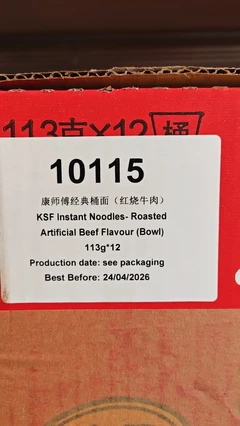 113克×12桶
10115
康师傅经典桶面（红烧牛肉）
KSF Instant Noodles- Roasted
Artificial Beef Flavour (Bowl)
113g*12
Production date: see packaging
Best Before: 24/04/2026